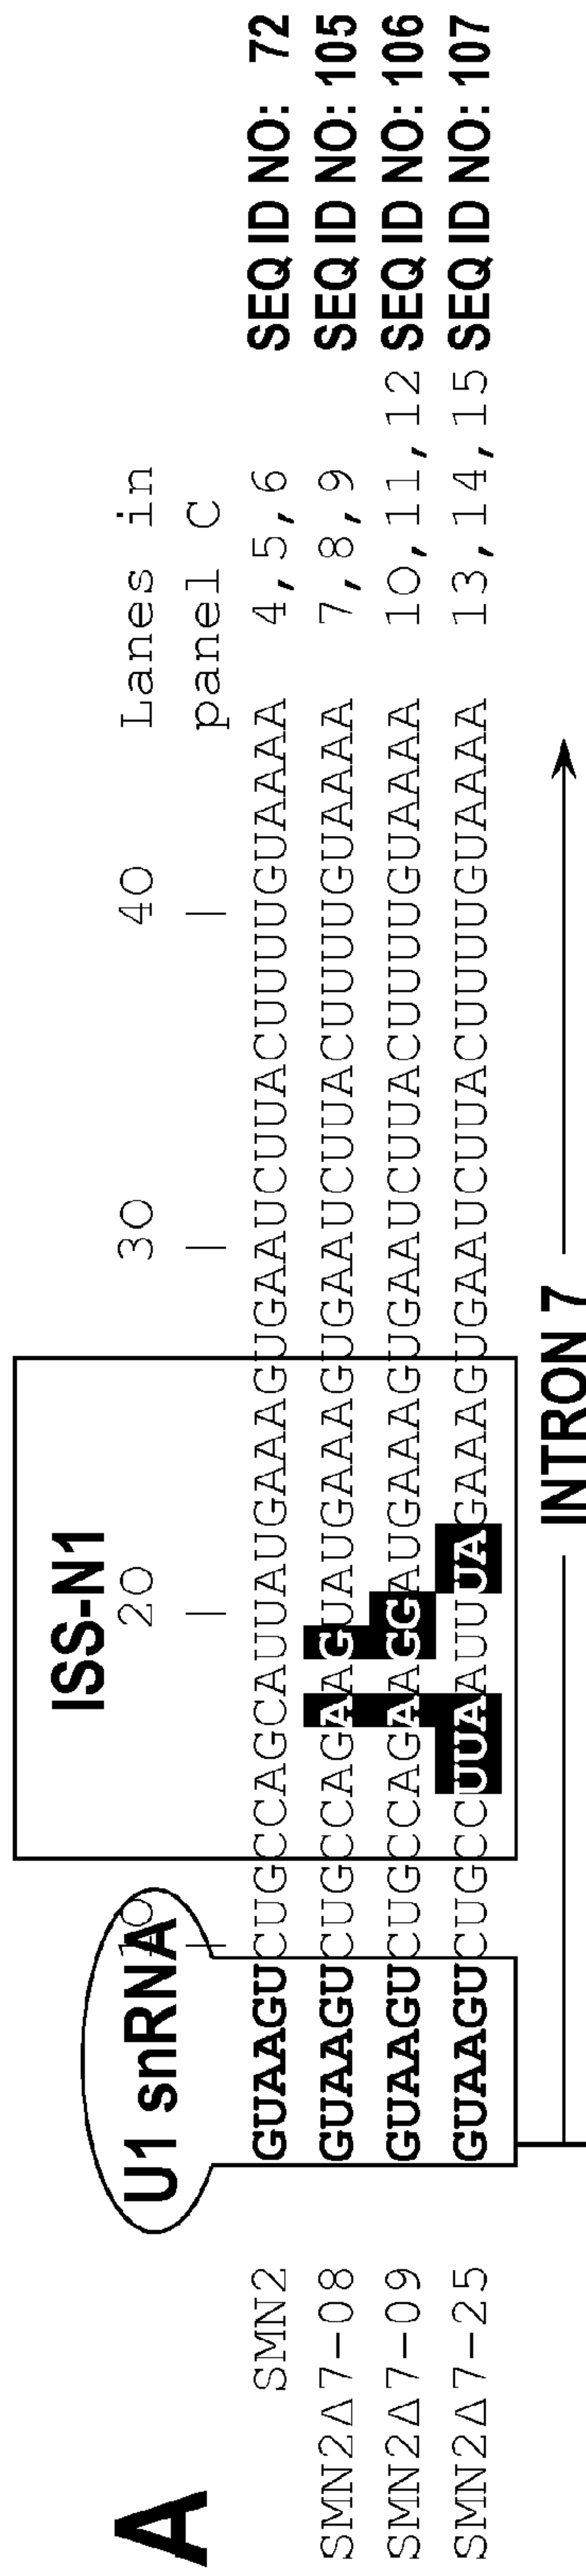 A
ISS-N1
U1 snRNA 10 20 30 40 Lanes in
panel C
SMN2 GUAAGUCUGCCAGCAUUAUGAAAGUGAAUCUUACUUUUGUAAAA 4,5,6 SEQ ID NO: 72
SMN2Δ7-08 GUAAGUCUGCCAGAAGUAUGAAAGUGAAUCUUACUUUUGUAAAA 7,8,9 SEQ ID NO: 105
SMN2Δ7-09 GUAAGUCUGCCAGAAGGAUGAAAGUGAAUCUUACUUUUGUAAAA 10,11,12 SEQ ID NO: 106
SMN2Δ7-25 GUAAGUCUGCCUUAAUUUAGAAAGUGAAUCUUACUUUUGUAAAA 13,14,15 SEQ ID NO: 107
INTRON 7